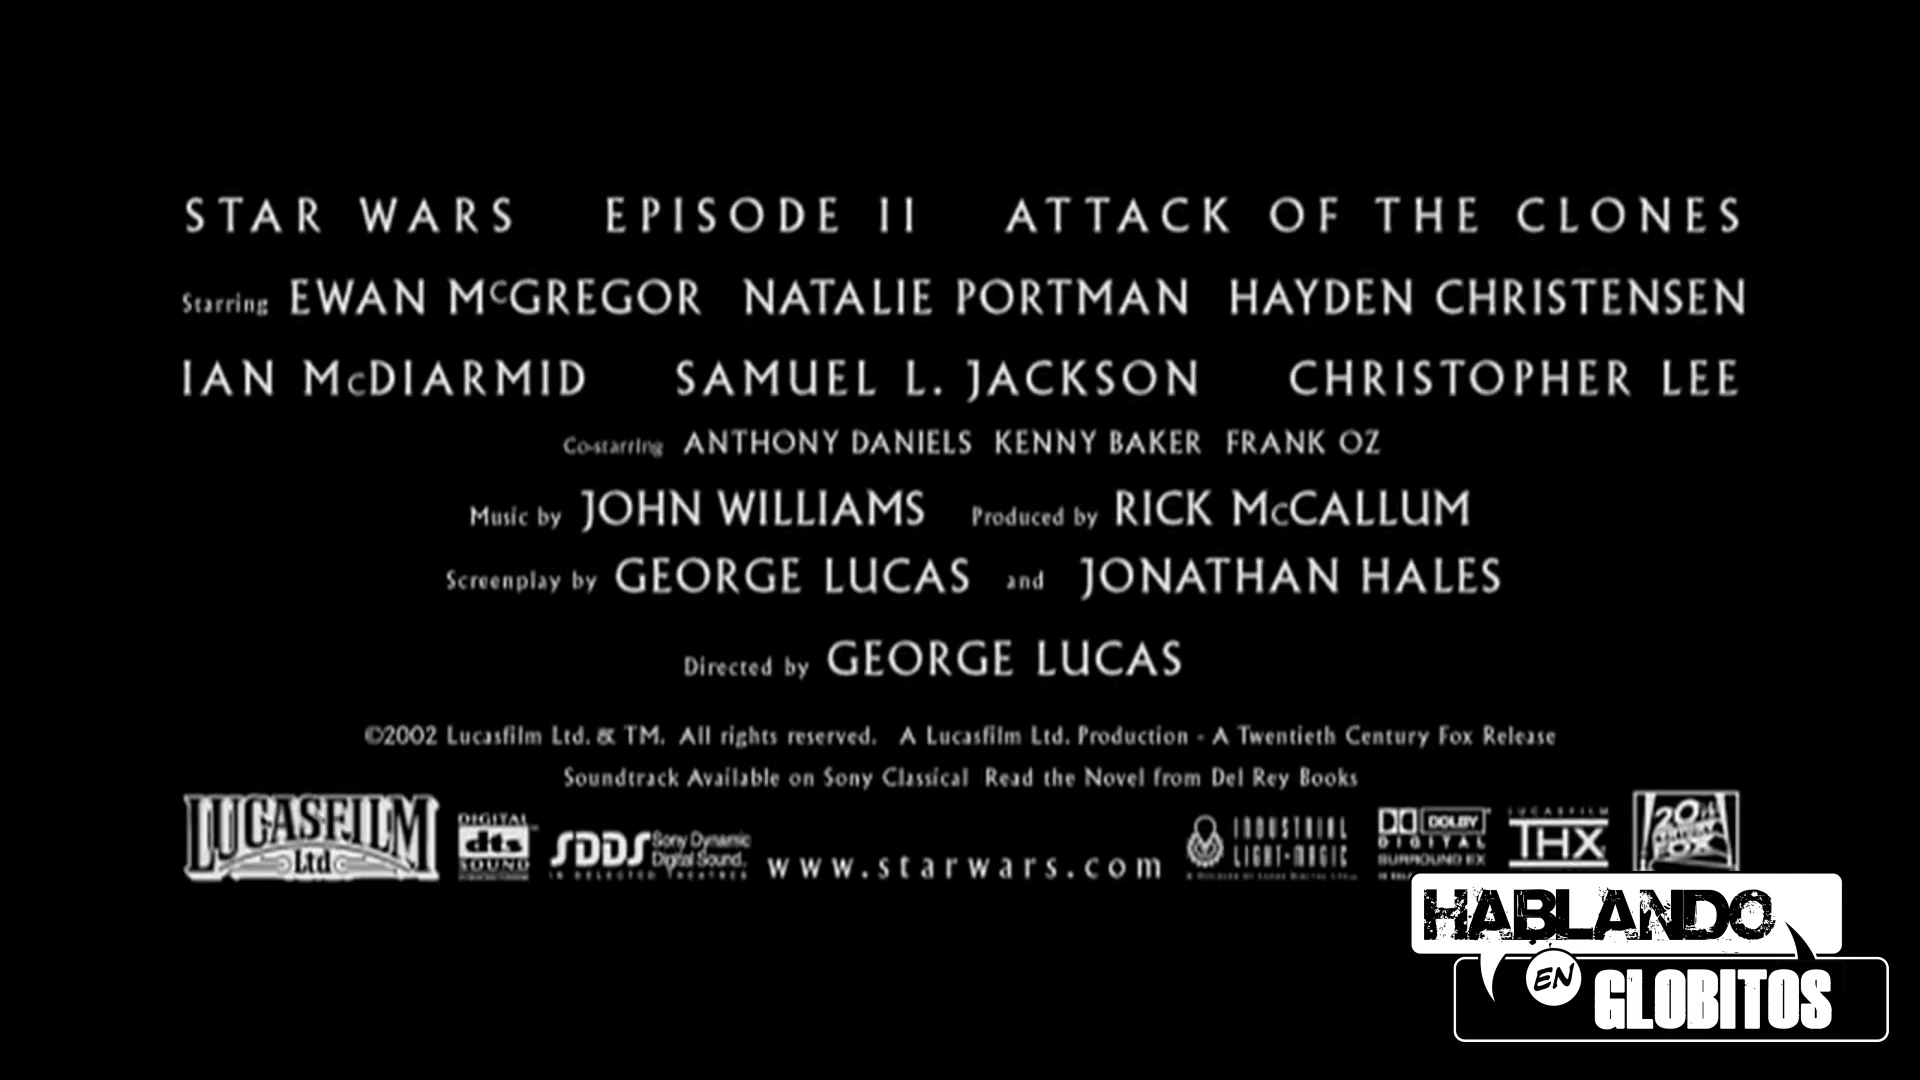 STAR WARS EPISODE II ATTACK OF THE CLONES
Starring EWAN McGREGOR NATALIE PORTMAN HAYDEN CHRISTENSEN
IAN McDIARMID SAMUEL L. JACKSON CHRISTOPHER LEE
Co-starring ANTHONY DANIELS KENNY BAKER FRANK OZ
Music by JOHN WILLIAMS Produced by RICK McCALLUM
Screenplay by GEORGE LUCAS and JONATHAN HALES
Directed by GEORGE LUCAS
©2002 Lucasfilm Ltd. & TM. All rights reserved. A Lucasfilm Ltd. Production - A Twentieth Century Fox Release
Soundtrack Available on Sony Classical Read the Novel from Del Rey Books
LUCASFILM
Ltd
DIGITAL
dts
SOUND
SDDS Sony Dynamic
Digital Sound.
IN SELECTED THEATRES
www.starwars.com
INDUSTRIAL
LIGHT+MAGIC
DOLBY
DIGITAL
SURROUND EX
LUCASFILM
THX
20th
CENTURY
FOX
HABLANDO
EN
GLOBITOS